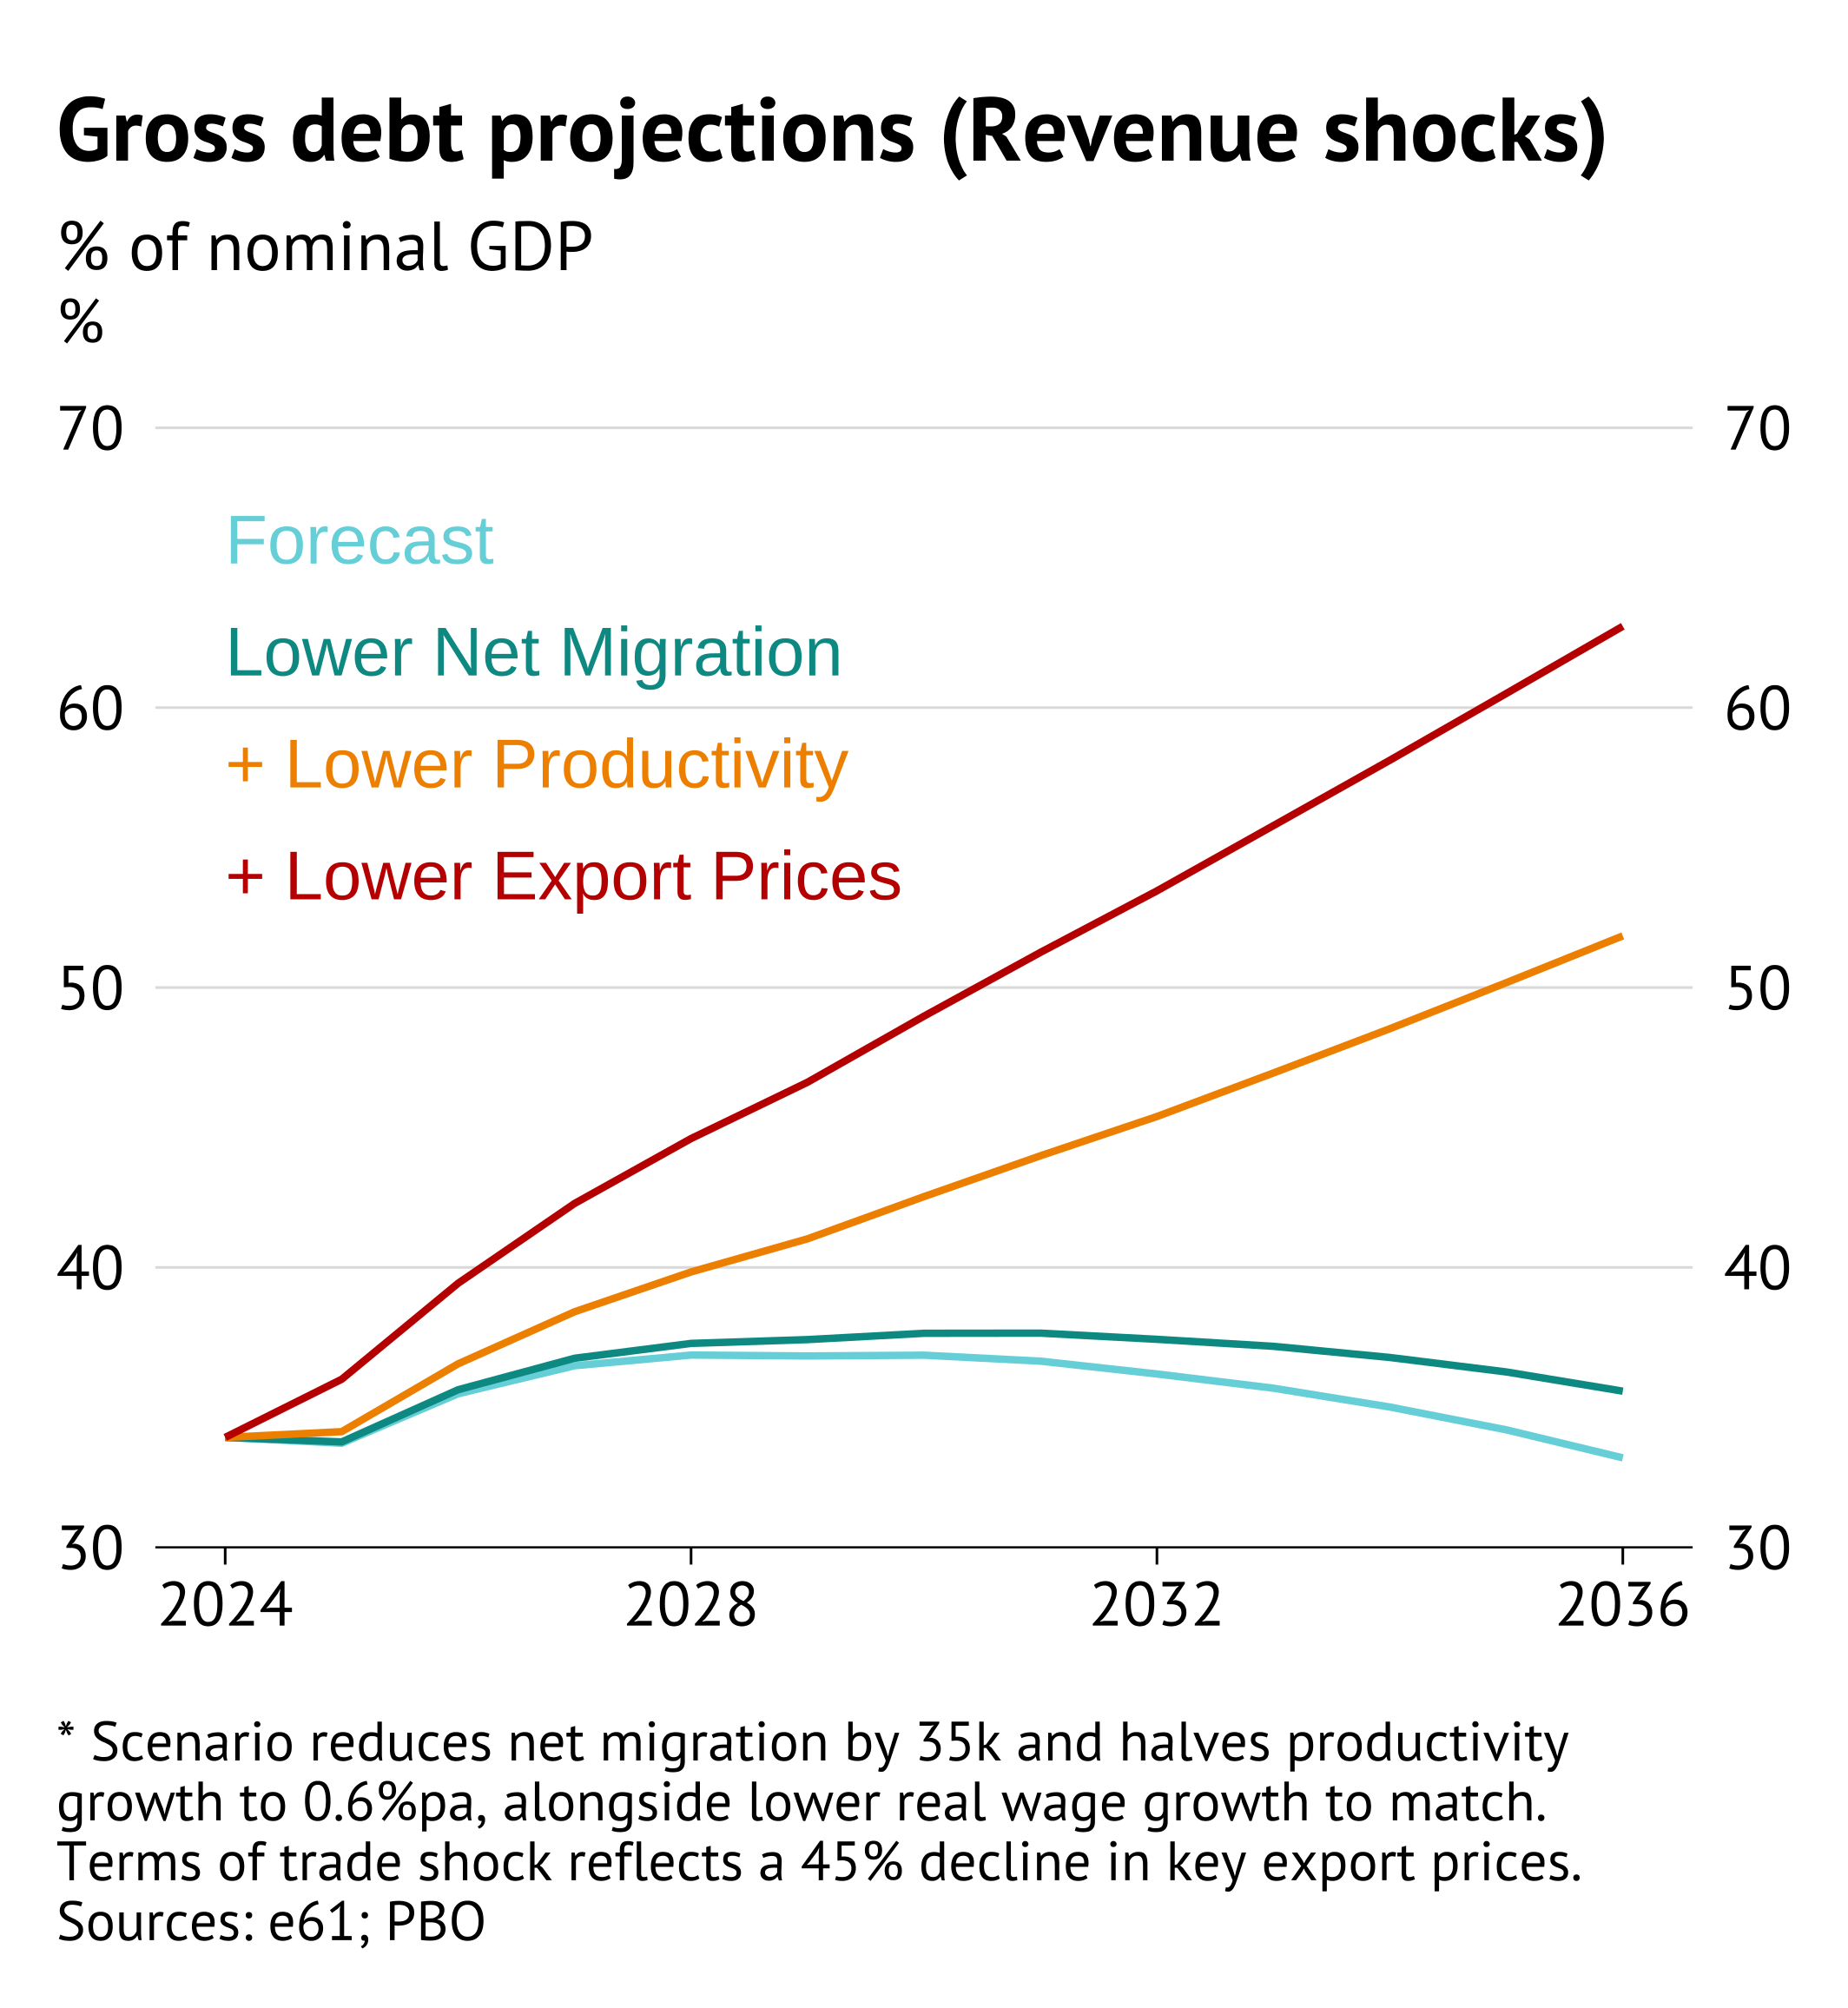 Gross debt projections (Revenue shocks)
% of nominal GDP
%
70 70
Forecast
Lower Net Migration
60 60
+ Lower Productivity
+ Lower Export Prices
50 50
40 40
30 30
2024 2028 2032 2036
* Scenario reduces net migration by 35k and halves productivity
growth to 0.6%pa, alongside lower real wage growth to match.
Terms of trade shock reflects a 45% decline in key export prices.
Sources: e61; PBO